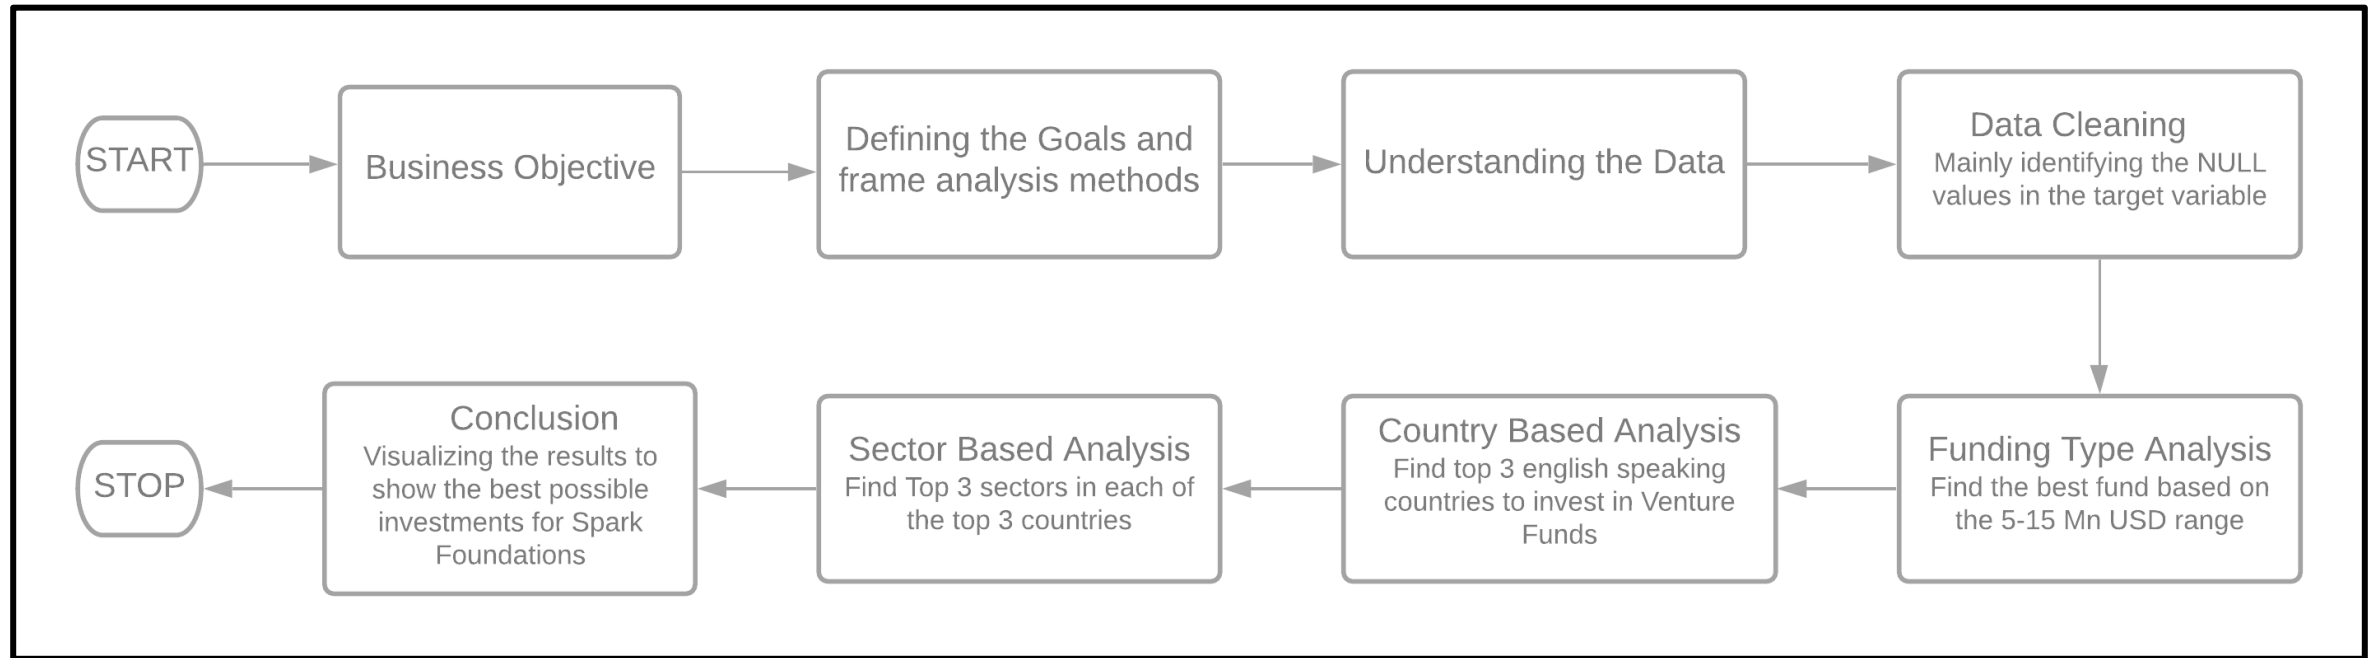 START
Business Objective
Defining the Goals and
frame analysis methods
Understanding the Data
Data Cleaning
Mainly identifying the NULL
values in the target variable
Funding Type Analysis
Find the best fund based on
the 5-15 Mn USD range
Country Based Analysis
Find top 3 english speaking
countries to invest in Venture
Funds
Sector Based Analysis
Find Top 3 sectors in each of
the top 3 countries
Conclusion
Visualizing the results to
show the best possible
investments for Spark
Foundations
STOP